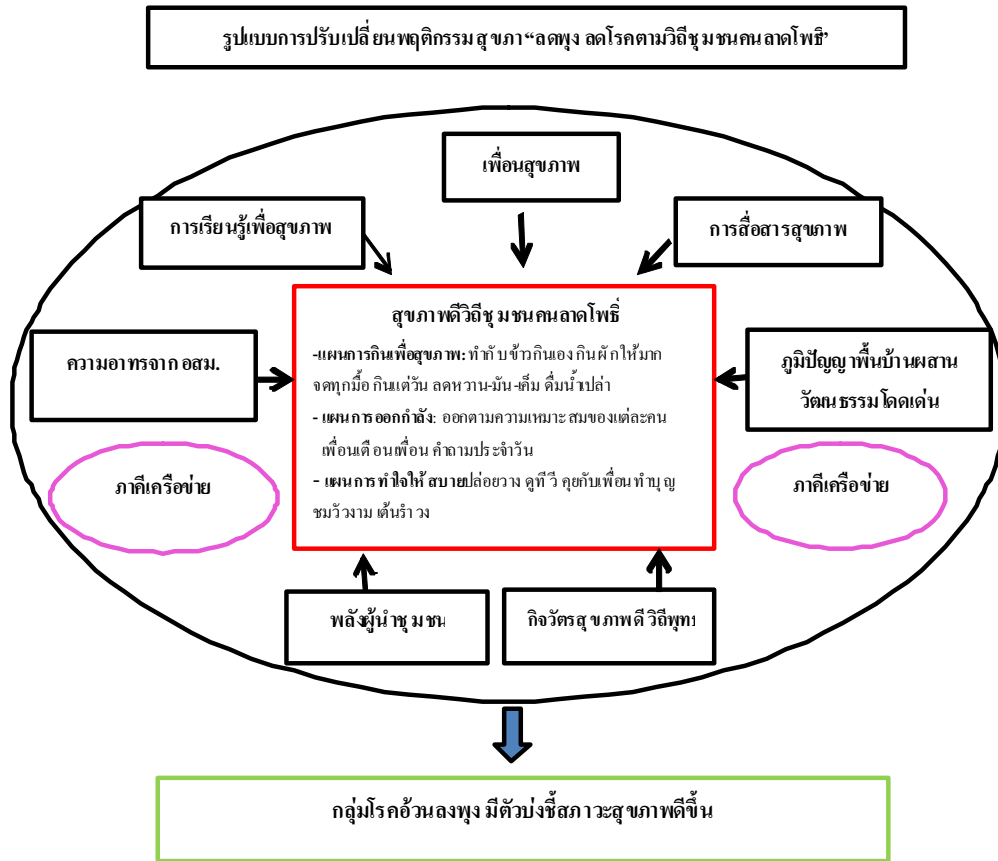 รูปแบบการปรับเปลี่ยนพฤติกรรมสุขภา “ลดพุง ลดโรคตามวิถีชุมชนคนลาดโพธิ์”
เพื่อนสุขภาพ
การเรียนรู้เพื่อสุขภาพ
การสื่อสารสุขภาพ
สุขภาพดีวิถีชุมชนคนลาดโพธิ์
-แผนการกินเพื่อสุขภาพ: ทำกับข้าวกินเอง กินผักให้มาก
จดทุกมื้อ กินแต่วัน ลดหวาน-มัน-เค็ม ดื่มน้ำเปล่า
- แผนการออกกำลัง: ออกตามความเหมาะสมของแต่ละคน
เพื่อนเตือนเพื่อน คำถามประจำวัน
- แผนการทำใจให้สบายปล่อยวาง ดูทีวี คุยกับเพื่อนทำบุญ
ชมวัวงาม เต้นรำวง
ความอาทรจาก อสม.
ภูมิปัญญาพื้นบ้านผสาน
วัฒนธรรมโดดเด่น
ภาคีเครือข่าย
ภาคีเครือข่าย
พลังผู้นำชุมชน
กิจวัตรสุขภาพดี วิถีพุทธ
กลุ่มโรคอ้วนลงพุง มีตัวบ่งชี้สภาวะสุขภาพดีขึ้น